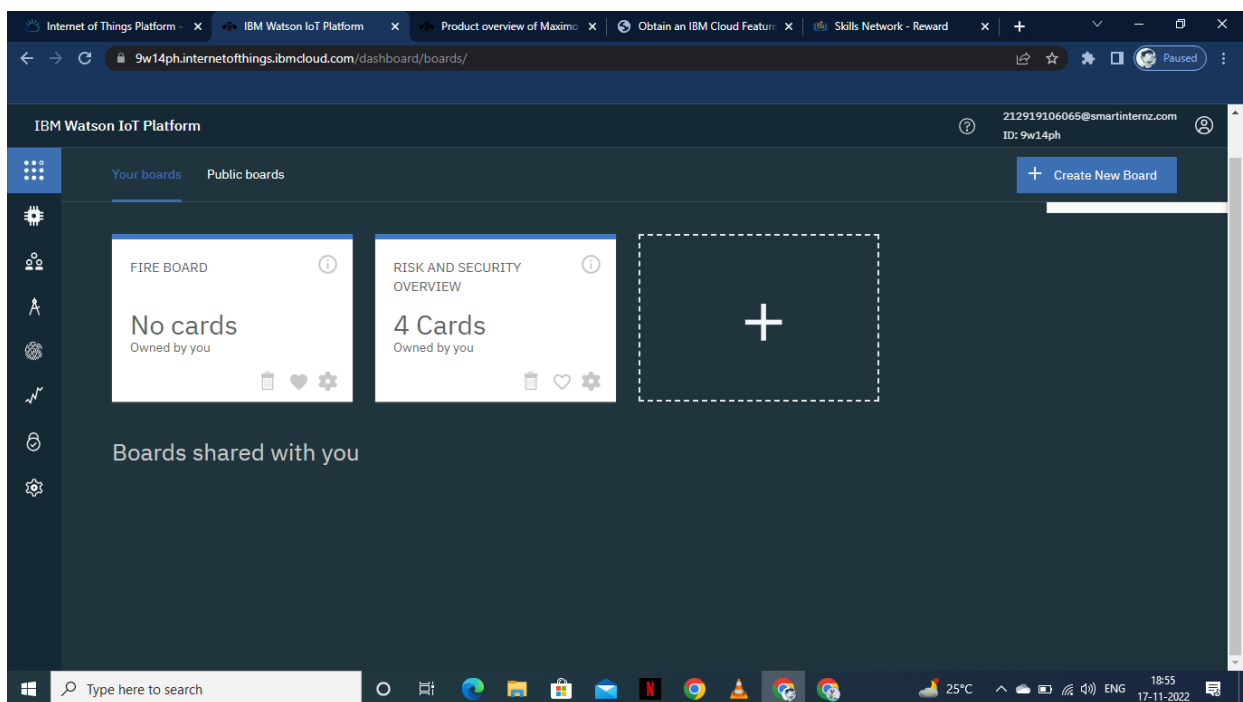 Internet of Things Platform -
IBM Watson IoT Platform
Product overview of Maximo
Obtain an IBM Cloud Feature
Skills Network - Reward
9w14ph.internetofthings.ibmcloud.com/dashboard/boards/
Paused
IBM Watson IoT Platform
212919106065@smartinternz.com
ID: 9w14ph
Your boards
Public boards
Create New Board
FIRE BOARD
No cards
Owned by you
RISK AND SECURITY
OVERVIEW
4 Cards
Owned by you
Boards shared with you
Type here to search
25°C
ENG
18:55
17-11-2022